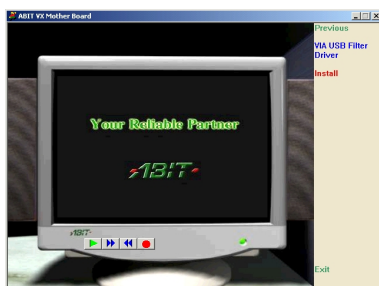 ABIT VX Mother Board
Previous
VIA USB Filter
Driver
Install
Your Reliable Partner
ABIT
ABIT
Exit